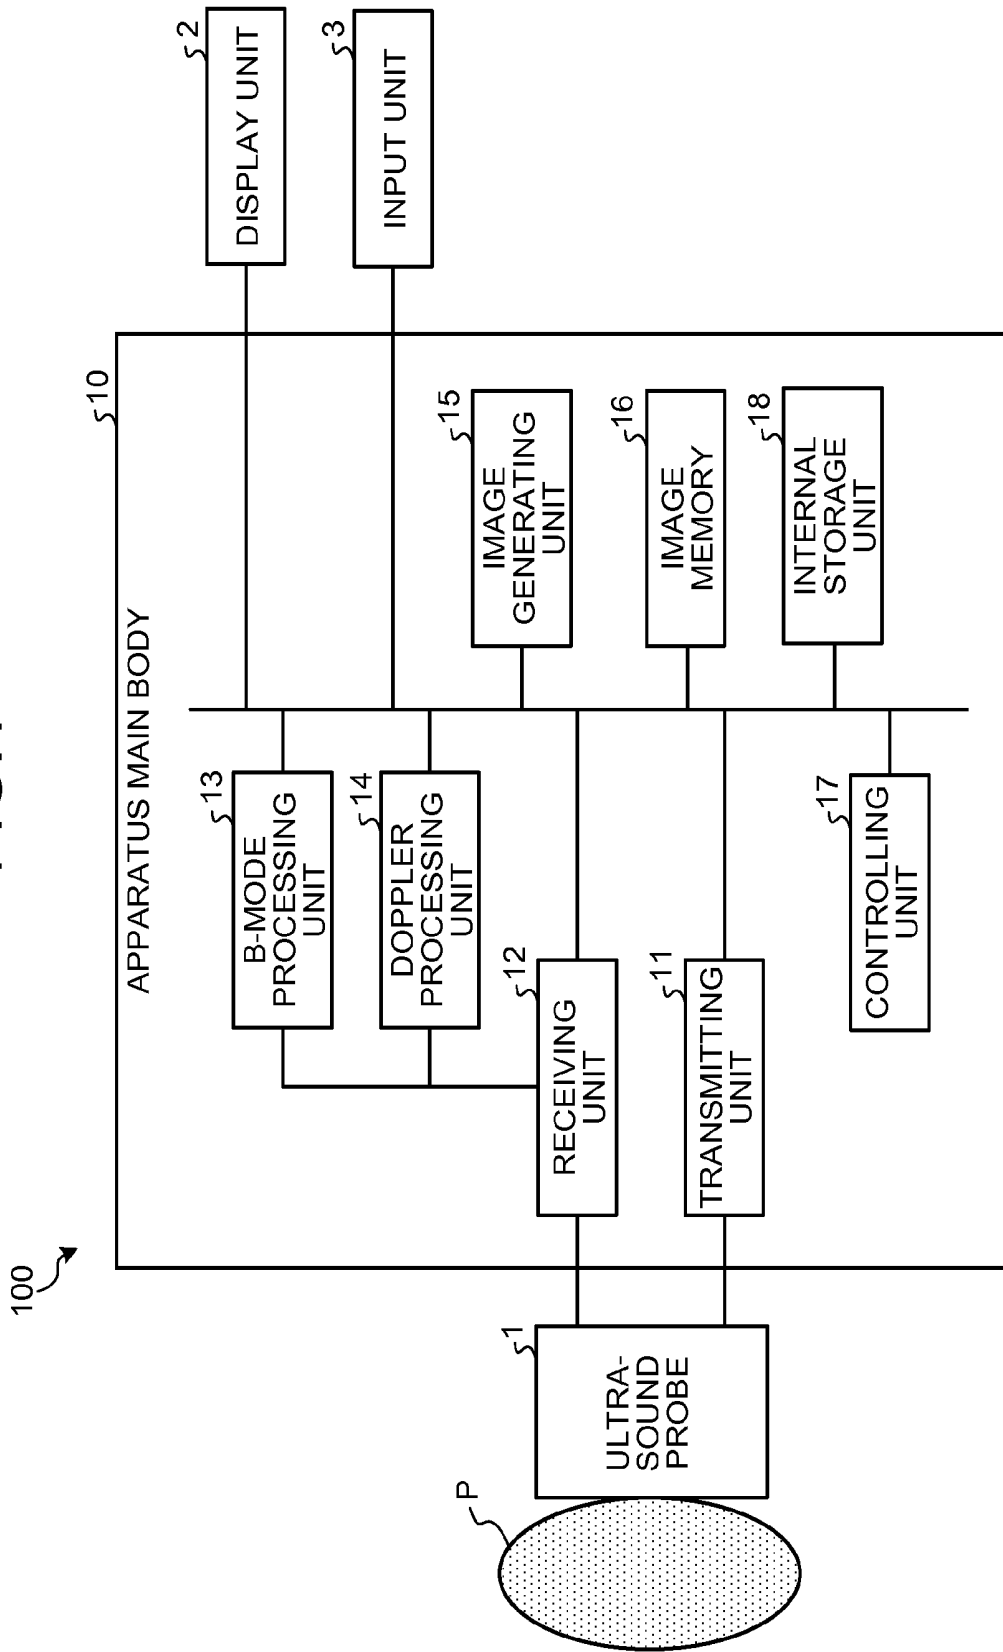 100
10
APPARATUS MAIN BODY
2
DISPLAY UNIT
3
INPUT UNIT
13
B-MODE
PROCESSING
UNIT
14
DOPPLER
PROCESSING
UNIT
15
IMAGE
GENERATING
UNIT
P
1
ULTRA-
SOUND
PROBE
12
RECEIVING
UNIT
16
IMAGE
MEMORY
11
TRANSMITTING
UNIT
18
INTERNAL
STORAGE
UNIT
17
CONTROLLING
UNIT